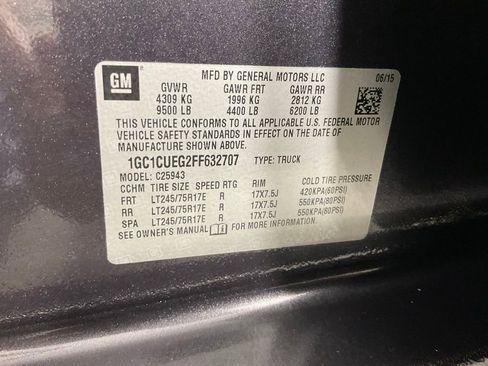 GM
MFD BY GENERAL MOTORS LLC 06/15
GVWR GAWR FRT GAWR RR
4309 KG 1996 KG 2812 KG
9500 LB 4400 LB 6200 LB
THIS VEHICLE CONFORMS TO ALL APPLICABLE U.S. FEDERAL MOTOR
VEHICLE SAFETY STANDARDS IN EFFECT ON THE DATE OF
MANUFACTURE SHOWN ABOVE.
1GC1CUEG2FF632707 TYPE: TRUCK
MODEL: C25943
CCHM TIRE SIZE SPEED RTG RIM COLD TIRE PRESSURE
FRT LT245/75R17E R 17X7.5J 420KPA(60PSI)
RR LT245/75R17E R 17X7.5J 550KPA(80PSI)
SPA LT245/75R17E R 17X7.5J 550KPA(80PSI)
SEE OWNER'S MANUAL FOR MORE INFORMATION.